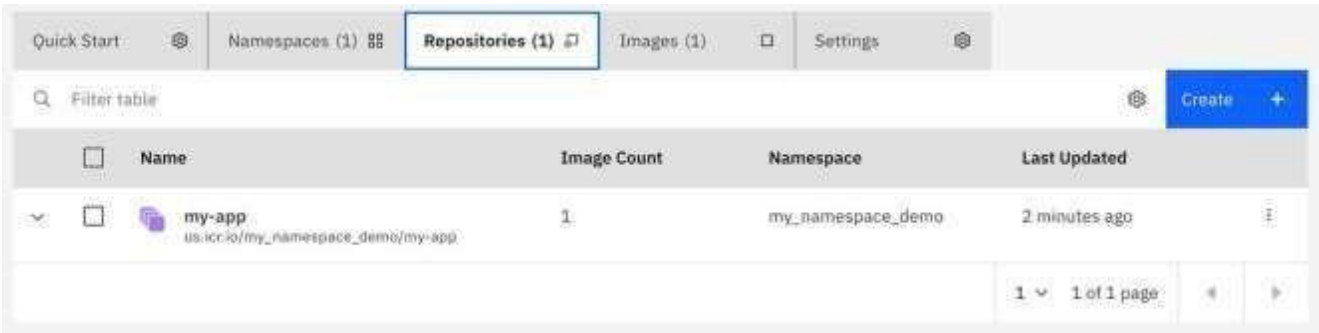 Quick Start Namespaces (1) Repositories (1) Images (1) Settings
Filter table Create +
Name Image Count Namespace Last Updated
my-app 1 my_namespace_demo 2 minutes ago
us.icr.io/my_namespace_demo/my-app
1 1 of 1 page